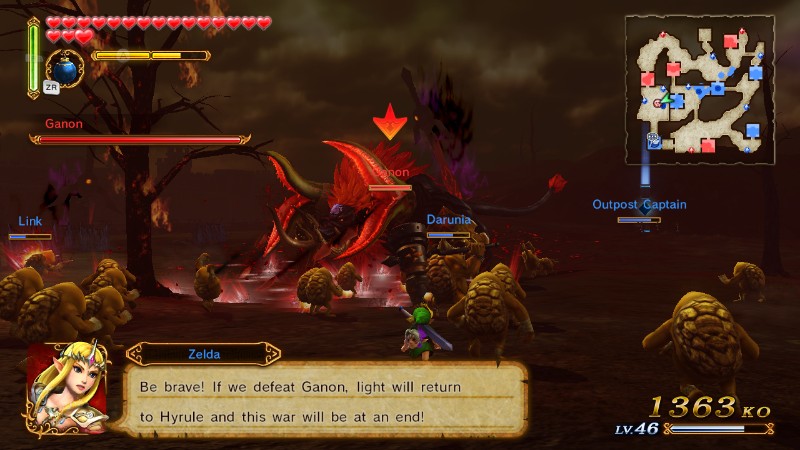 ZR
Ganon
Ganon
Link
Darunia
Outpost Captain
Zelda
Be brave! If we defeat Ganon, light will return
to Hyrule and this war will be at an end!
1363 KO
LV.46